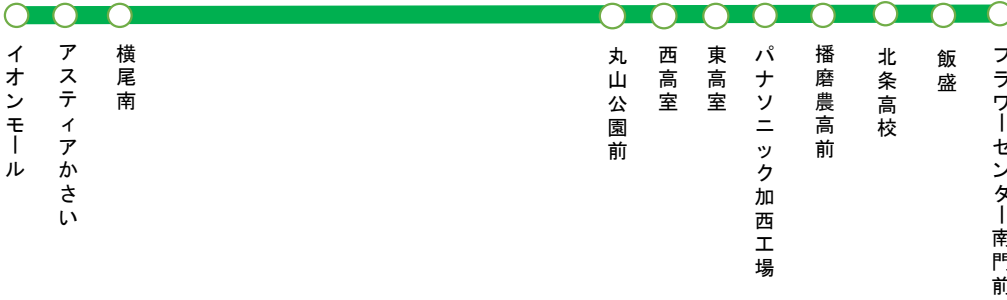 イオンモール
アスティアかさい
横尾南
丸山公園前
西高室
東高室
パナソニック加西工場
播磨農高前
北条高校
飯盛
フラワーセンター南門前